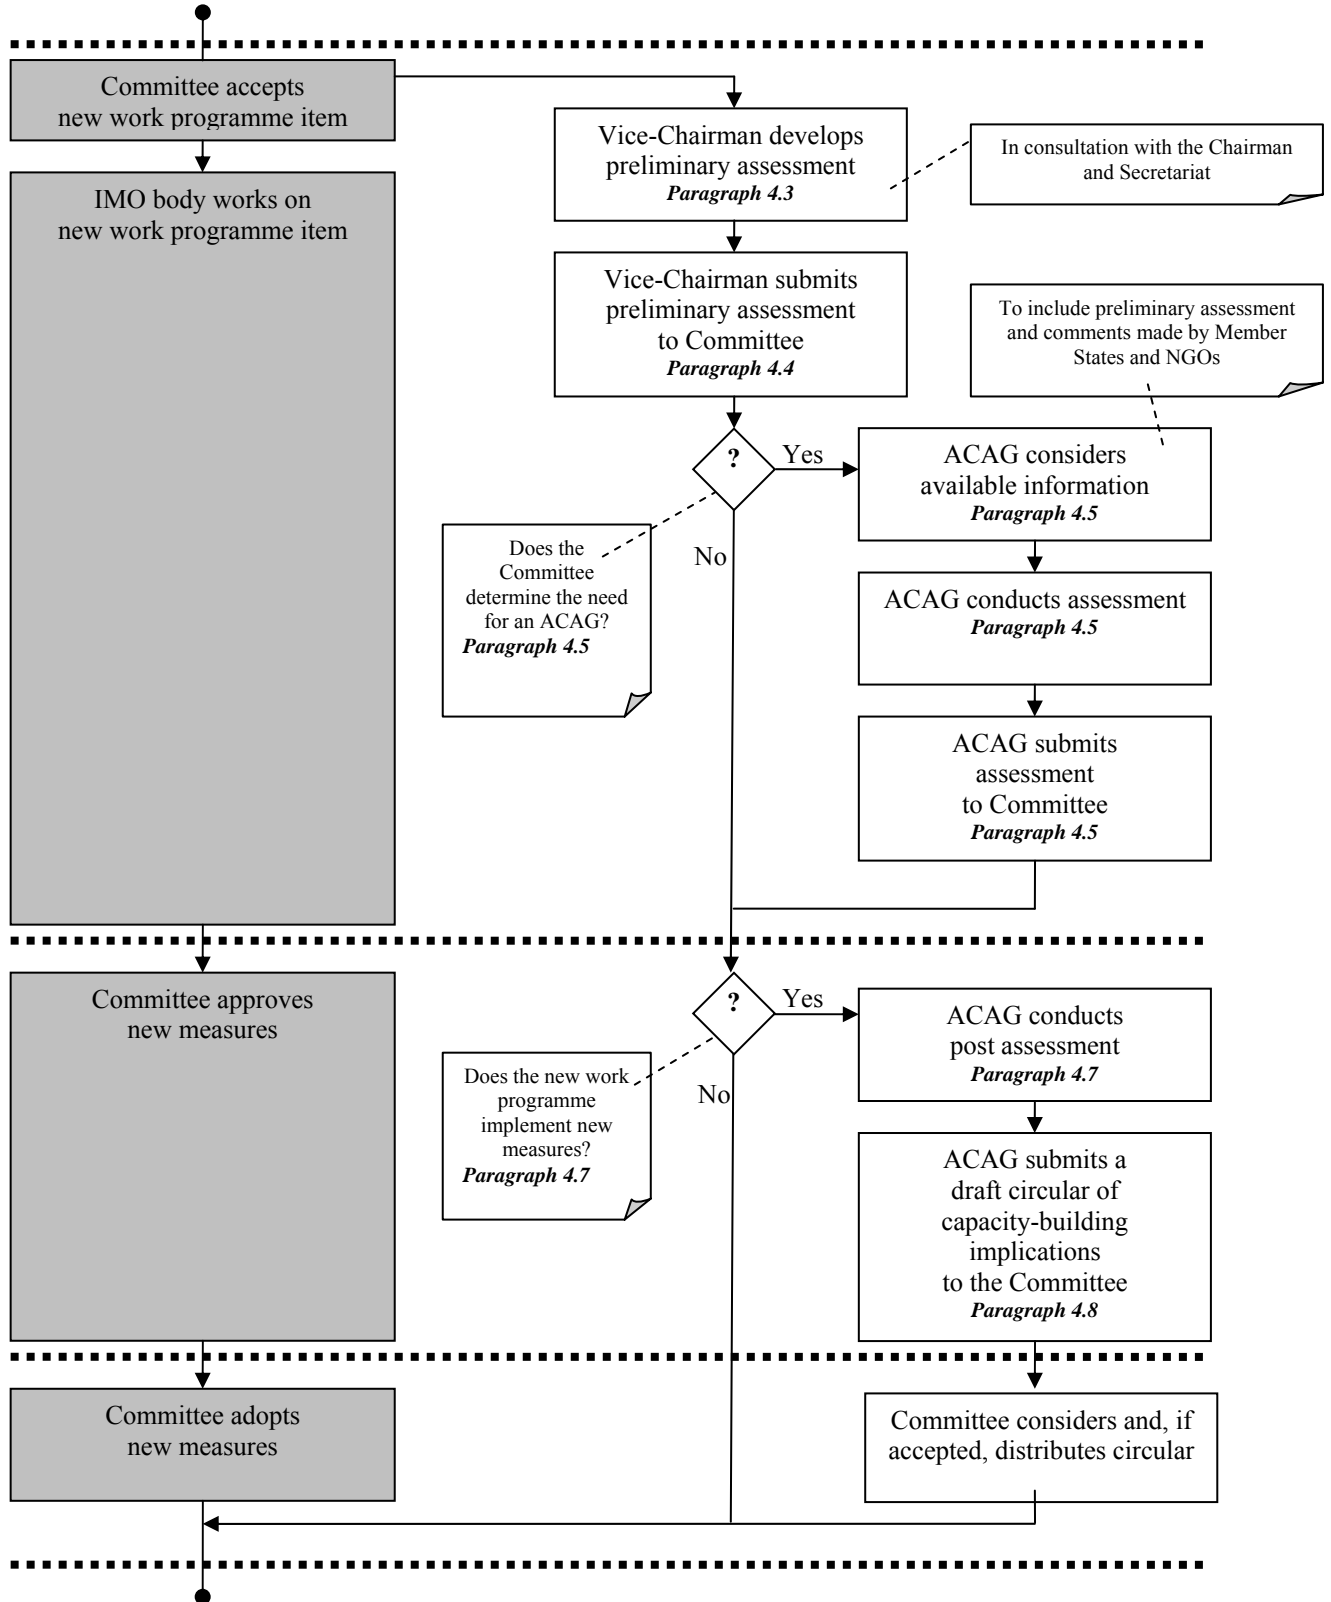 Committee accepts
new work programme item
Vice-Chairman develops
preliminary assessment
Paragraph 4.3
In consultation with the Chairman
and Secretariat
IMO body works on
new work programme item
Vice-Chairman submits
preliminary assessment
to Committee
Paragraph 4.4
To include preliminary assessment
and comments made by Member
States and NGOs
?
Yes
ACAG considers
available information
Paragraph 4.5
No
Does the
Committee
determine the need
for an ACAG?
Paragraph 4.5
ACAG conducts assessment
Paragraph 4.5
ACAG submits
assessment
to Committee
Paragraph 4.5
Committee approves
new measures
?
Yes
ACAG conducts
post assessment
Paragraph 4.7
No
Does the new work
programme
implement new
measures?
Paragraph 4.7
ACAG submits a
draft circular of
capacity-building
implications
to the Committee
Paragraph 4.8
Committee adopts
new measures
Committee considers and, if
accepted, distributes circular